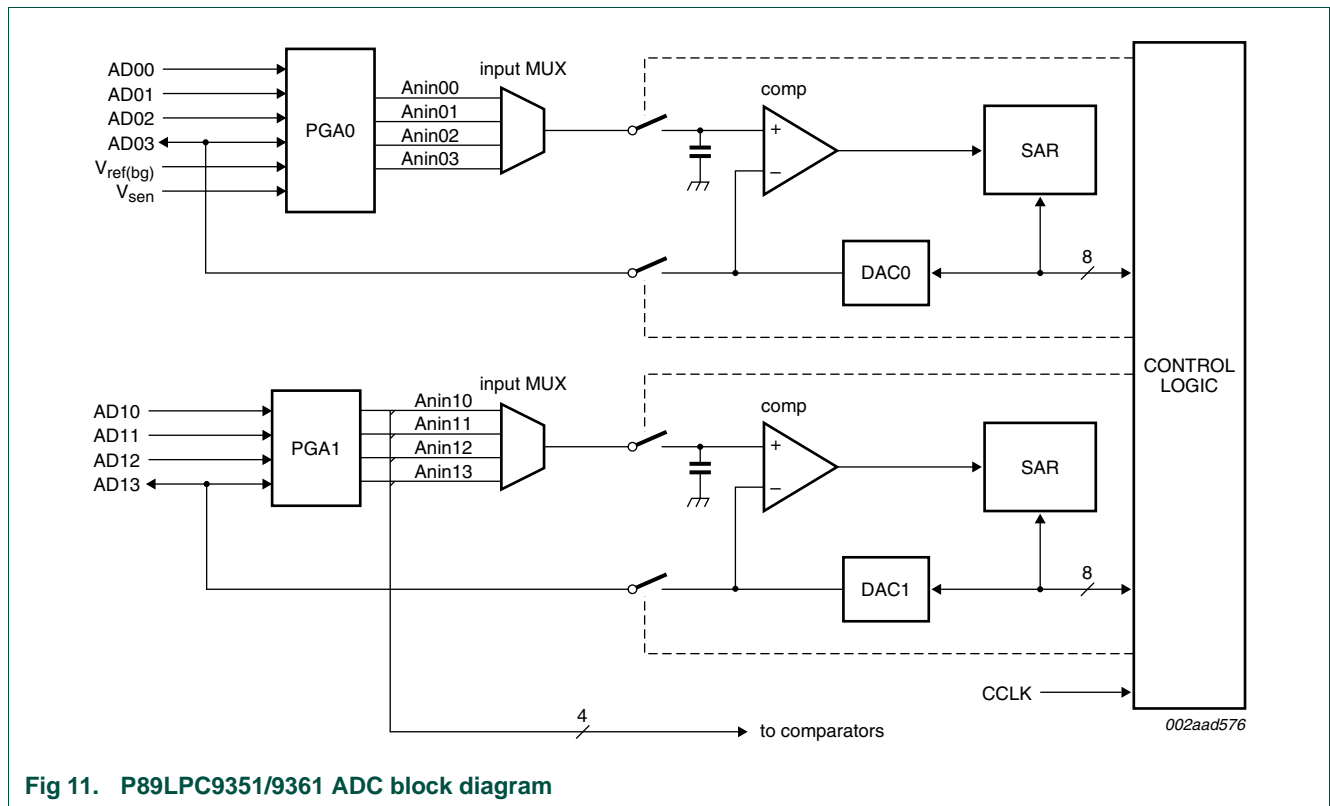 AD00
AD01
AD02
AD03
Vref(bg)
Vsen
PGA0
Anin00
Anin01
Anin02
Anin03
input MUX
comp
+
–
SAR
DAC0
8
CONTROL
LOGIC
AD10
AD11
AD12
AD13
PGA1
Anin10
Anin11
Anin12
Anin13
input MUX
comp
+
–
SAR
DAC1
8
CCLK
4
to comparators
002aad576
Fig 11. P89LPC9351/9361 ADC block diagram